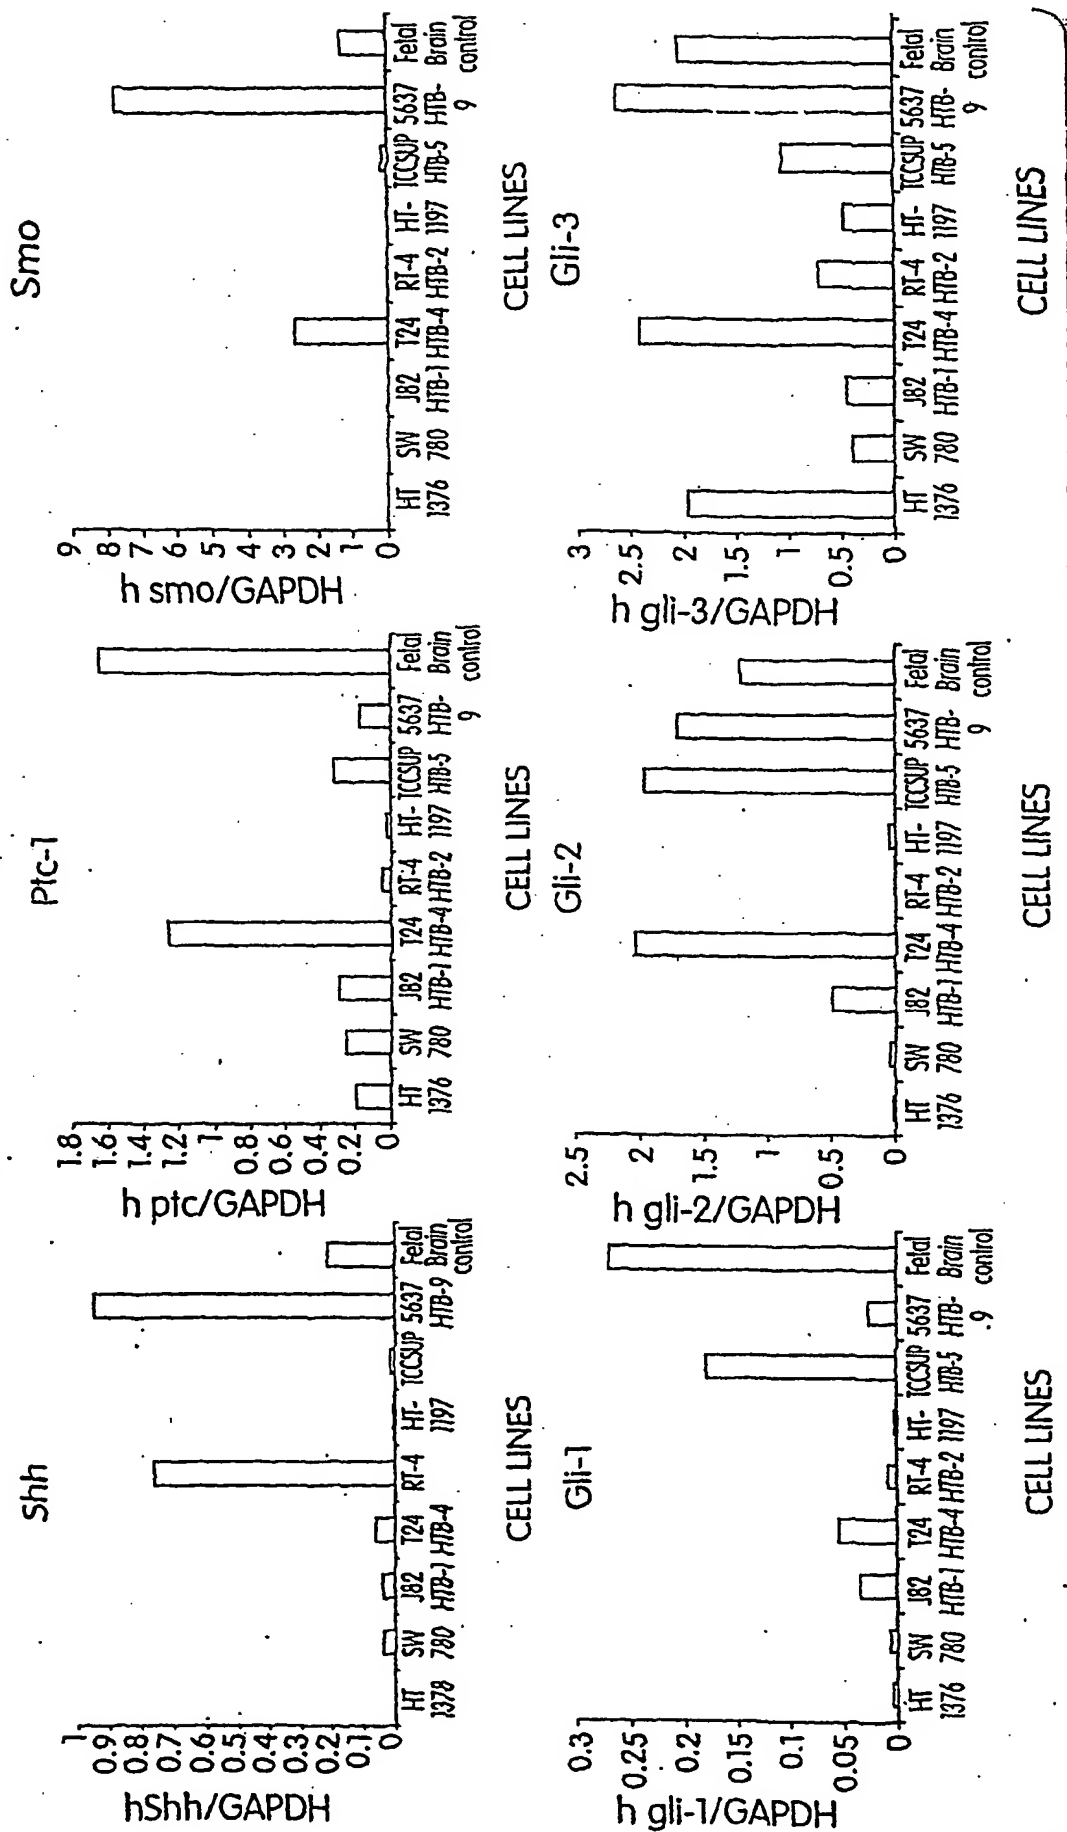 Shh
hShh/GAPDH
1
0.9
0.8
0.7
0.6
0.5
0.4
0.3
0.2
0.1
0
HT SW J82 T24 RT-4 HT- TCCSUP 5637 Fetal
1378 780 HTB-1 HTB-4 1197 HTB-9 Brain
control
CELL LINES
Ptc-1
h ptc/GAPDH
1.8
1.6
1.4
1.2
1
0.8
0.6
0.4
0.2
0
HT SW J82 T24 RT-4 HT- TCCSUP 5637 Fetal
1376 780 HTB-1 HTB-4 HTB-2 1197 HTB-5 HTB- Brain
9 control
CELL LINES
Smo
h smo/GAPDH
9
8
7
6
5
4
3
2
1
0
HT SW J82 T24 RT-4 HT- TCCSUP 5637 Fetal
1376 780 HTB-1 HTB-4 HTB-2 1197 HTB-5 HTB- Brain
9 control
CELL LINES
Gli-1
h gli-1/GAPDH
0.3
0.25
0.2
0.15
0.1
0.05
0
HT SW J82 T24 RT-4 HT- TCCSUP 5637 Fetal
1376 780 HTB-1 HTB-4 HTB-2 1197 HTB-5 HTB- Brain
.9 control
CELL LINES
Gli-2
h gli-2/GAPDH
2.5
2
1.5
1
0.5
0
HT SW J82 T24 RT-4 HT- TCCSUP 5637 Fetal
1376 780 HTB-1 HTB-4 HTB-2 1197 HTB-5 HTB- Brain
9 control
CELL LINES
Gli-3
h gli-3/GAPDH
3
2.5
2
1.5
1
0.5
0
HT SW J82 T24 RT-4 HT- TCCSUP 5637 Fetal
1376 780 HTB-1 HTB-4 HTB-2 1197 HTB-5 HTB- Brain
9 control
CELL LINES